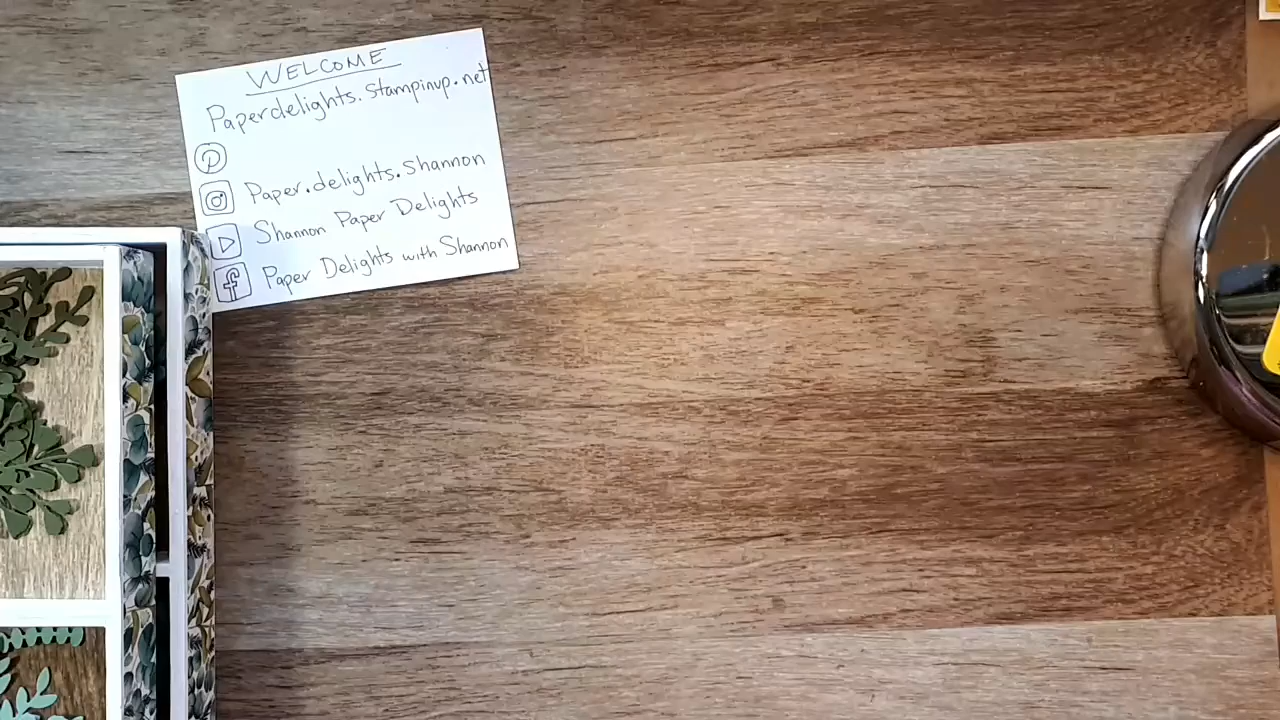 WELCOME
Paperdelights.stampinup.net
Paper.delights.shannon
Shannon Paper Delights
Paper Delights with Shannon